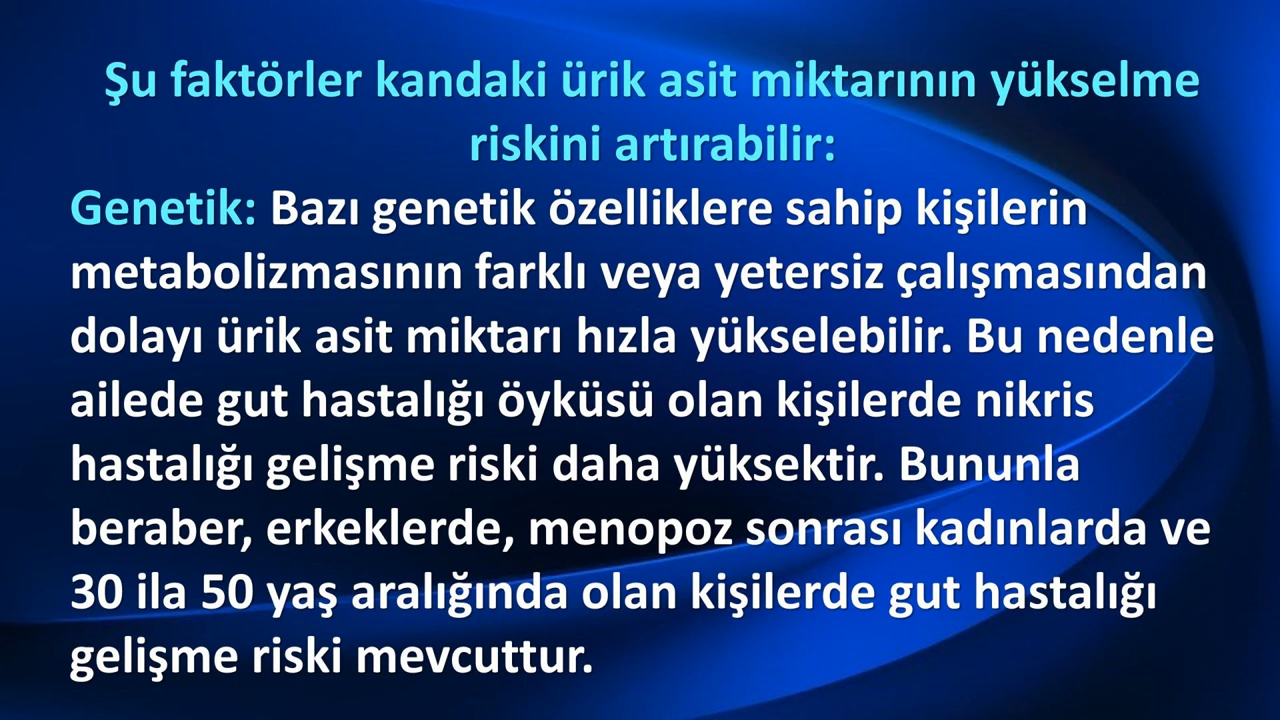 Şu faktörler kandaki ürik asit miktarının yükselme
riskini artırabilir:
Genetik: Bazı genetik özelliklere sahip kişilerin
metabolizmasının farklı veya yetersiz çalışmasından
dolayı ürik asit miktarı hızla yükselebilir. Bu nedenle
ailede gut hastalığı öyküsü olan kişilerde nikris
hastalığı gelişme riski daha yüksektir. Bununla
beraber, erkeklerde, menopoz sonrası kadınlarda ve
30 ila 50 yaş aralığında olan kişilerde gut hastalığı
gelişme riski mevcuttur.